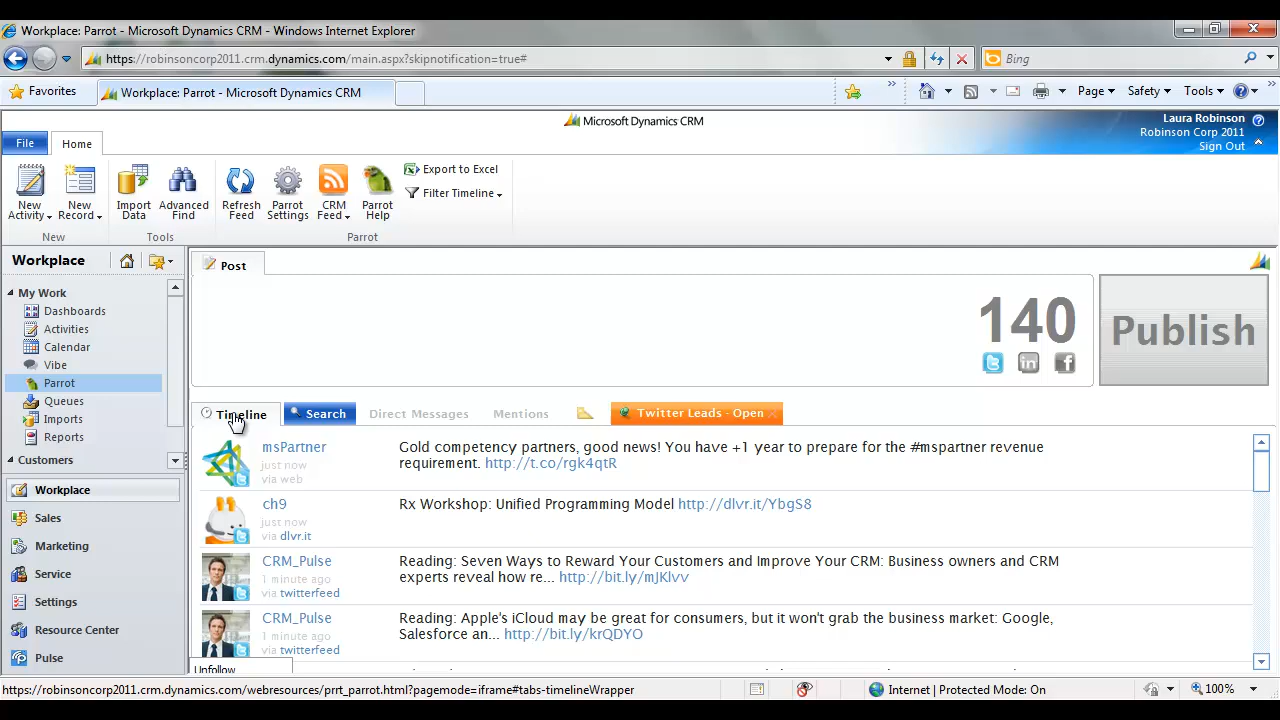 Workplace: Parrot - Microsoft Dynamics CRM - Windows Internet Explorer
https://robinsoncorp2011.crm.dynamics.com/main.aspx?skipnotification=true#
Bing
Favorites
Workplace: Parrot - Microsoft Dynamics CRM
Page
Safety
Tools
Microsoft Dynamics CRM
Laura Robinson
Robinson Corp 2011
Sign Out
File
Home
New Activity
New Record
Import Data
Advanced Find
Refresh Feed
Parrot Settings
CRM Feed
Parrot Help
Export to Excel
Filter Timeline
New
Tools
Parrot
Workplace
My Work
Dashboards
Activities
Calendar
Vibe
Parrot
Queues
Imports
Reports
Customers
Workplace
Sales
Marketing
Service
Settings
Resource Center
Pulse
Post
140
Publish
Timeline
Search
Direct Messages
Mentions
Twitter Leads - Open
msPartner
just now
via web
Gold competency partners, good news! You have +1 year to prepare for the #mspartner revenue
requirement. http://t.co/rgk4qtR
ch9
just now
via dlvr.it
Rx Workshop: Unified Programming Model http://dlvr.it/YbgS8
CRM_Pulse
1 minute ago
via twitterfeed
Reading: Seven Ways to Reward Your Customers and Improve Your CRM: Business owners and CRM
experts reveal how re... http://bit.ly/mJKlvv
CRM_Pulse
1 minute ago
via twitterfeed
Reading: Apple's iCloud may be great for consumers, but it won't grab the business market: Google,
Salesforce an... http://bit.ly/krQDYO
Unfollow
https://robinsoncorp2011.crm.dynamics.com/webresources/prrt_parrot.html?pagemode=iframe#tabs-timelineWrapper
Internet | Protected Mode: On
100%